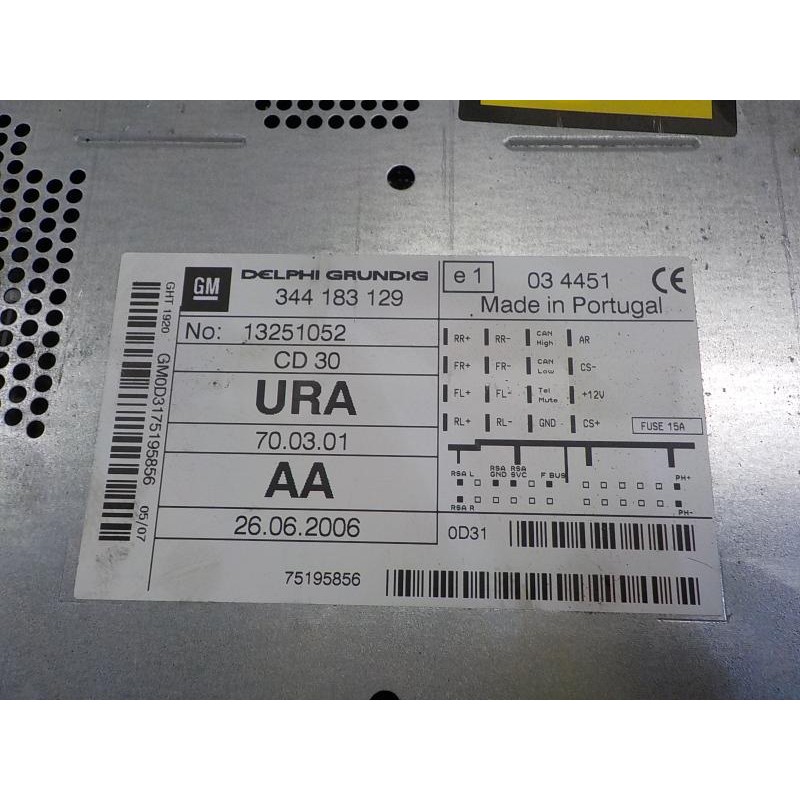 GHT 1920 GM0D3175195856 05/07
GM DELPHI GRUNDIG
344 183 129
No: 13251052
CD 30
URA
70.03.01
AA
26.06.2006
75195856
e1 03 4451 CE
Made in Portugal
RR+ RR- CAN High AR
FR+ FR- CAN Low CS-
FL+ FL- Tel Mute +12V
RL+ RL- GND CS+ FUSE 15A
RSA L RSA GND RSA SVC F BUS PH+
RSA R PH-
0D31